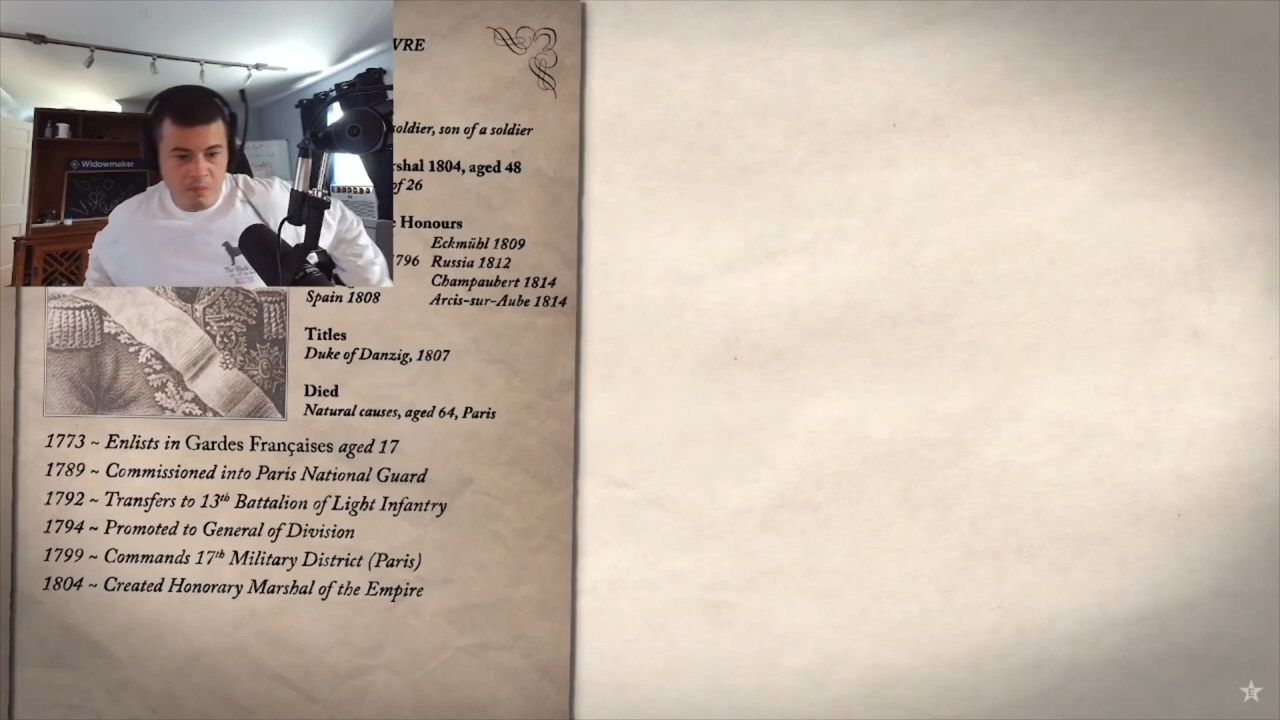 VRE
soldier, son of a soldier
rshal 1804, aged 48
of 26
Widowmaker
e Honours
Eckmühl 1809
796 Russia 1812
Champaubert 1814
Spain 1808 Arcis-sur-Aube 1814
Titles
Duke of Danzig, 1807
Died
Natural causes, aged 64, Paris
1773 ~ Enlists in Gardes Françaises aged 17
1789 ~ Commissioned into Paris National Guard
1792 ~ Transfers to 13th Battalion of Light Infantry
1794 ~ Promoted to General of Division
1799 ~ Commands 17th Military District (Paris)
1804 ~ Created Honorary Marshal of the Empire
E